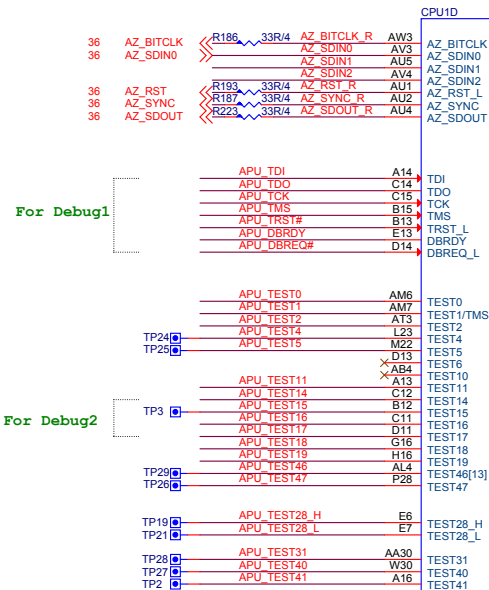 CPU1D
36 AZ_BITCLK R186 33R/4 AZ_BITCLK_R AW3 AZ_BITCLK
36 AZ_SDIN0 AZ_SDIN0 AV3 AZ_SDIN0
AZ_SDIN1 AU5 AZ_SDIN1
AZ_SDIN2 AV4 AZ_SDIN2
36 AZ_RST R193 33R/4 AZ_RST_R AU1 AZ_RST_L
36 AZ_SYNC R187 33R/4 AZ_SYNC_R AU2 AZ_SYNC
36 AZ_SDOUT R223 33R/4 AZ_SDOUT_R AU4 AZ_SDOUT
APU_TDI A14 TDI
APU_TDO C14 TDO
APU_TCK C15 TCK
For Debug1 APU_TMS B15 TMS
APU_TRST# B13 TRST_L
APU_DBRDY E13 DBRDY
APU_DBREQ# D14 DBREQ_L
APU_TEST0 AM6 TEST0
APU_TEST1 AM7 TEST1/TMS
APU_TEST2 AT3 TEST2
TP24 APU_TEST4 L23 TEST4
TP25 APU_TEST5 M22 TEST5
D13 TEST6
AB4 TEST10
APU_TEST11 A13 TEST11
APU_TEST14 C12 TEST14
For Debug2 TP3 APU_TEST15 B12 TEST15
APU_TEST16 C11 TEST16
APU_TEST17 D11 TEST17
APU_TEST18 G16 TEST18
APU_TEST19 H16 TEST19
TP29 APU_TEST46 AL4 TEST46[13]
TP26 APU_TEST47 P28 TEST47
TP19 APU_TEST28_H E6 TEST28_H
TP21 APU_TEST28_L E7 TEST28_L
TP28 APU_TEST31 AA30 TEST31
TP27 APU_TEST40 W30 TEST40
TP2 APU_TEST41 A16 TEST41